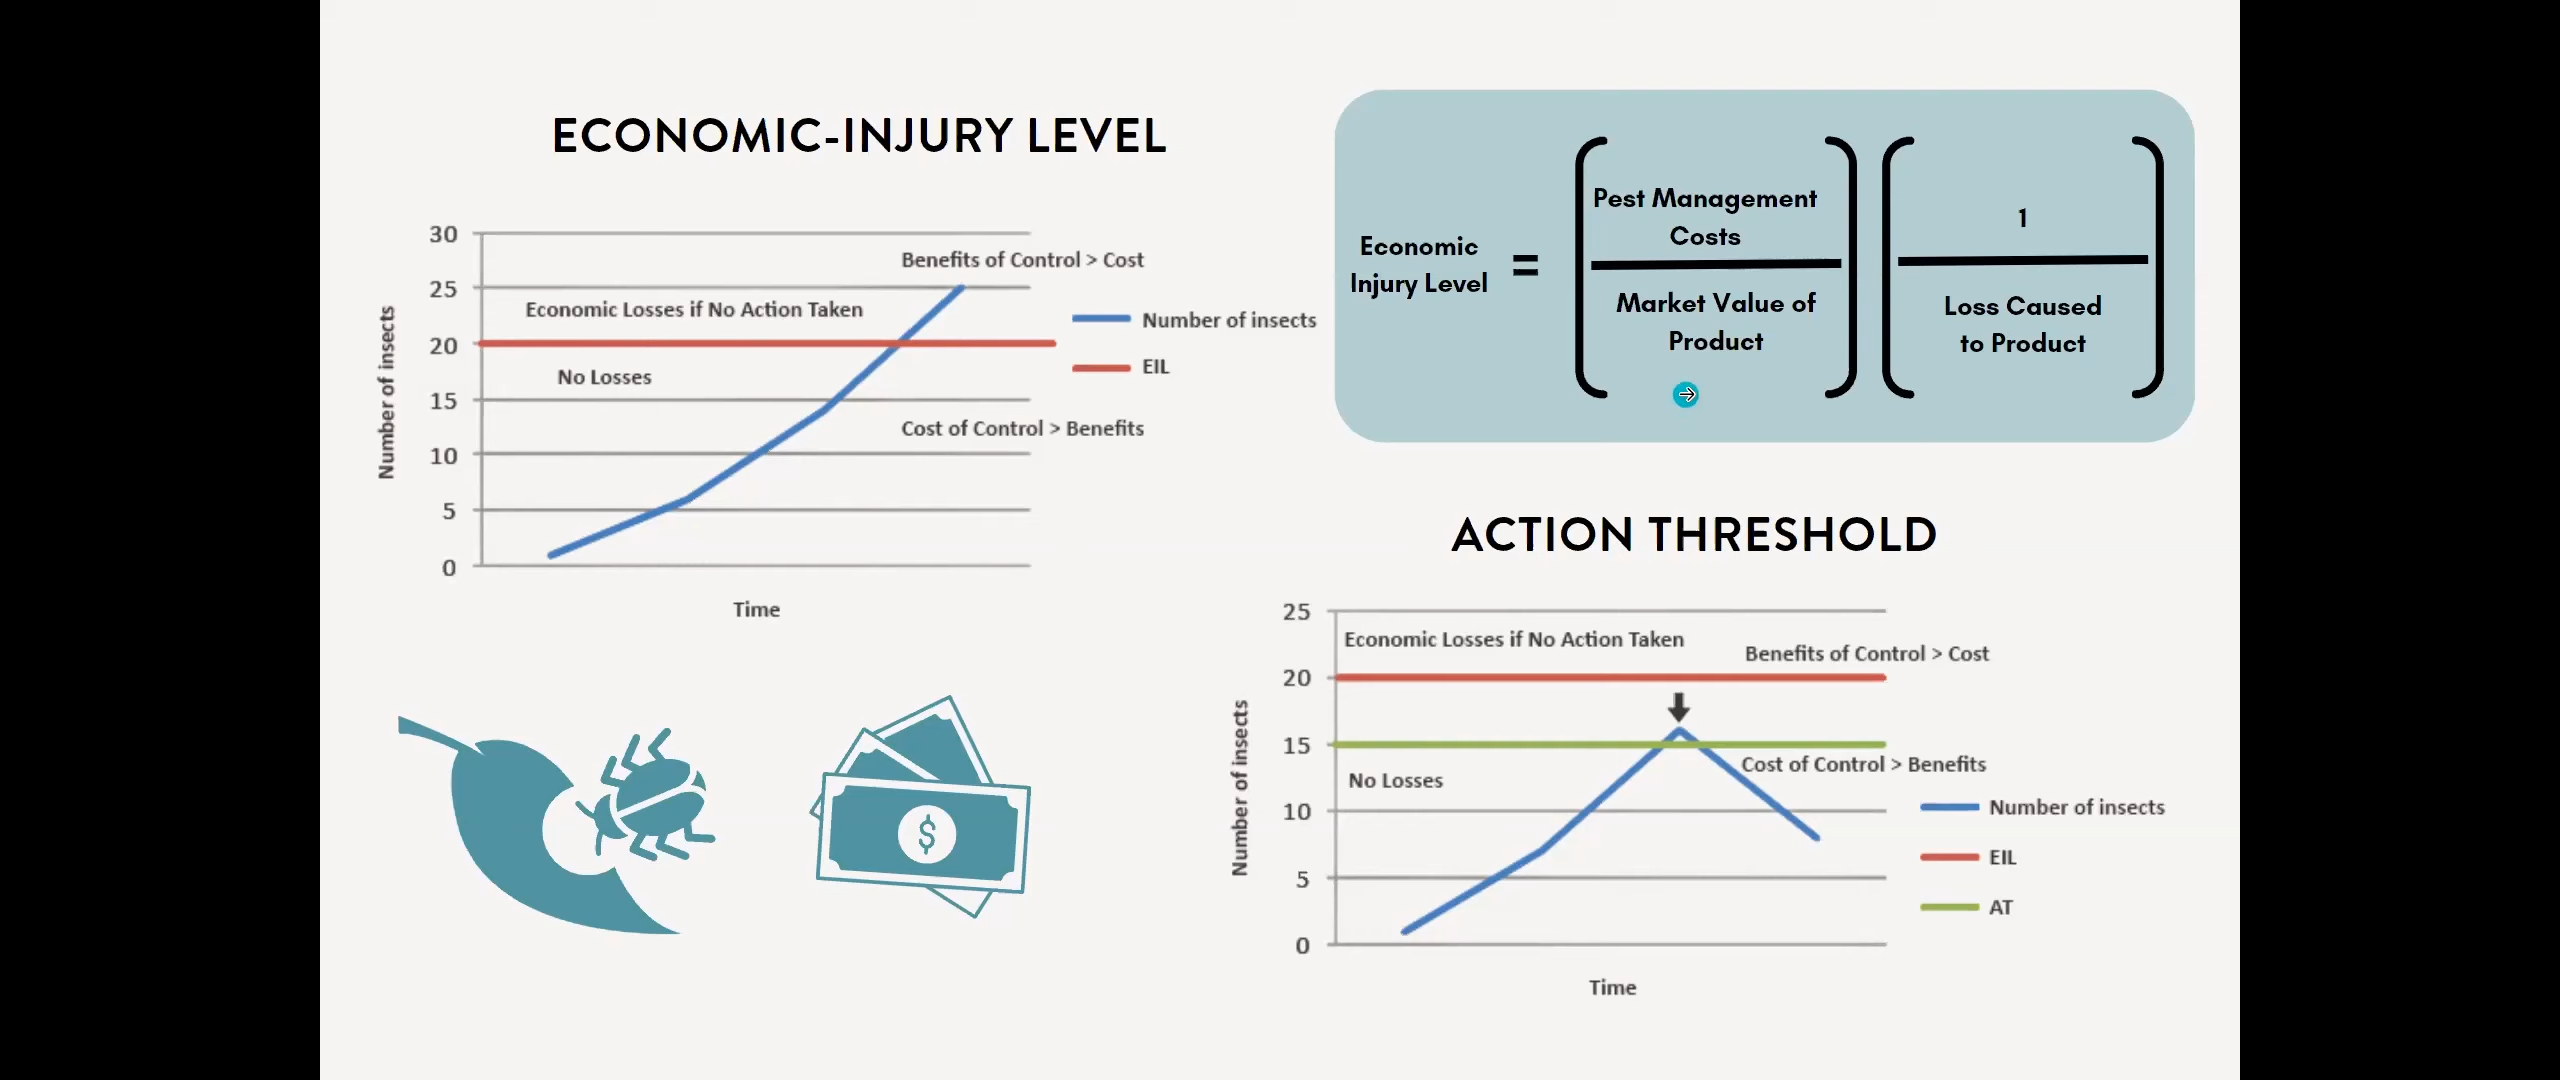 ECONOMIC-INJURY LEVEL
30
25
20
15
10
5
0
Number of insects
Time
Benefits of Control > Cost
Economic Losses if No Action Taken
No Losses
Cost of Control > Benefits
Number of insects
EIL
Economic
Injury Level
=
Pest Management
Costs
Market Value of
Product
1
Loss Caused
to Product
ACTION THRESHOLD
25
20
15
10
5
0
Number of insects
Time
Economic Losses if No Action Taken
Benefits of Control > Cost
No Losses
Cost of Control > Benefits
Number of insects
EIL
AT
$